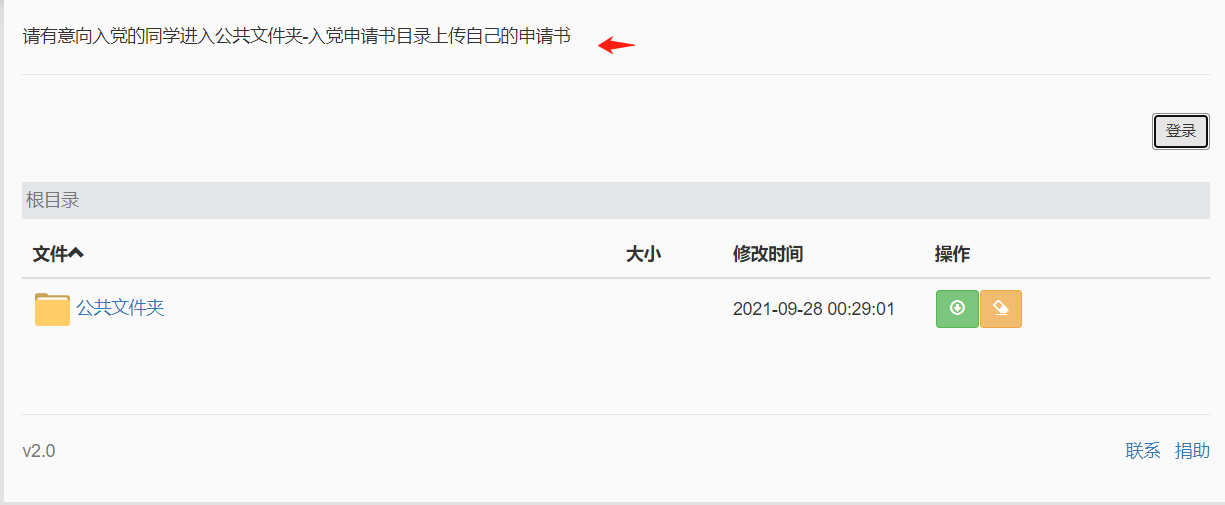 请有意向入党的同学进入公共文件夹-入党申请书目录上传自己的申请书
登录
根目录
文件 大小 修改时间 操作
公共文件夹 2021-09-28 00:29:01
v2.0 联系 捐助